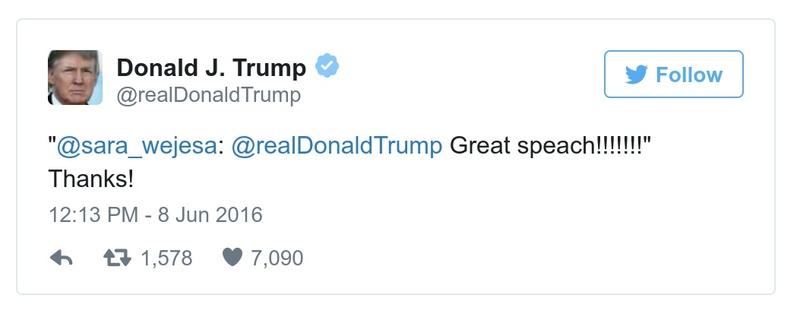 Donald J. Trump
@realDonaldTrump
Follow
"@sara_wejesa: @realDonaldTrump Great speach!!!!!!!"
Thanks!
12:13 PM - 8 Jun 2016
1,578 7,090